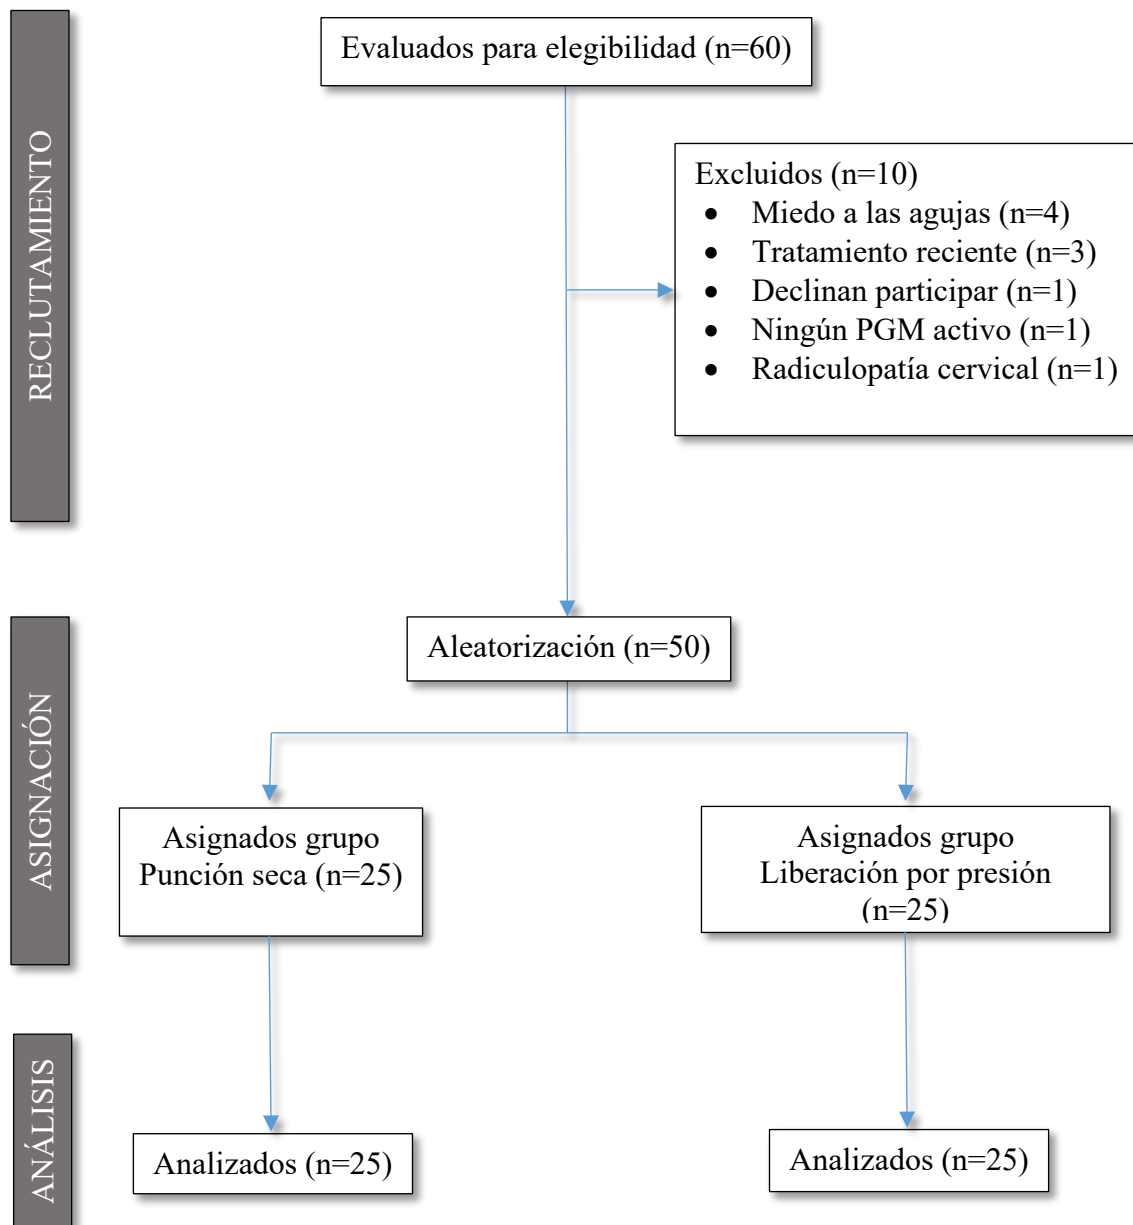 RECLUTAMIENTO
Evaluados para elegibilidad (n=60)
Excluidos (n=10)
• Miedo a las agujas (n=4)
• Tratamiento reciente (n=3)
• Declinan participar (n=1)
• Ningún PGM activo (n=1)
• Radiculopatía cervical (n=1)
ASIGNACIÓN
Aleatorización (n=50)
Asignados grupo
Punción seca (n=25)
Asignados grupo
Liberación por presión
(n=25)
ANÁLISIS
Analizados (n=25)
Analizados (n=25)